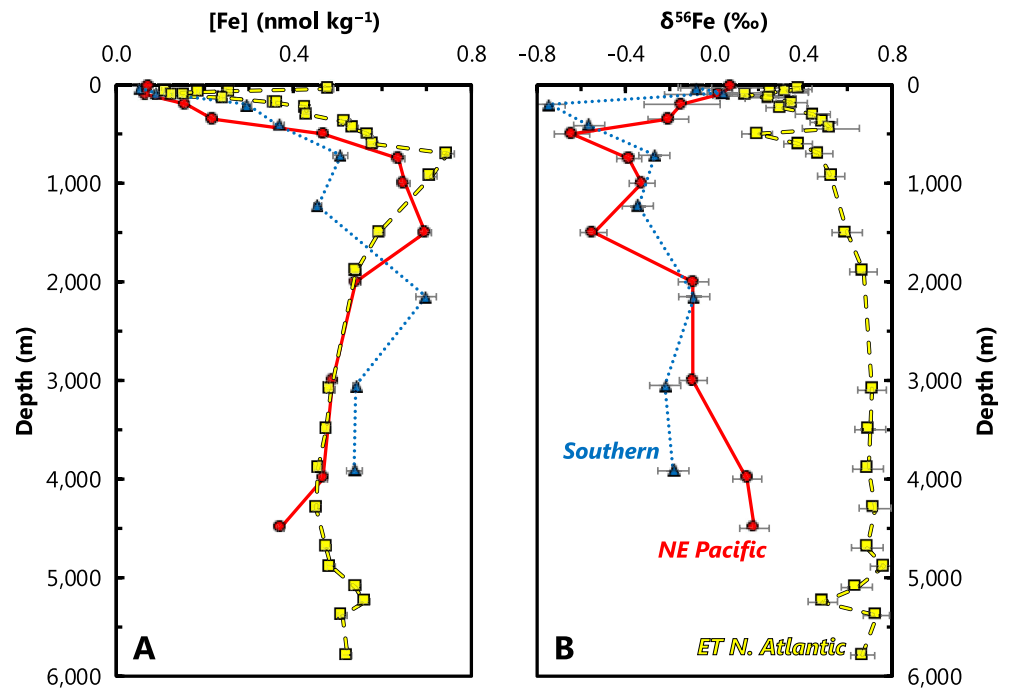 [Fe] (nmol kg⁻¹)
δ⁵⁶Fe (‰)
0.0 0.4 0.8
-0.8 -0.4 0.0 0.4 0.8
0
1,000
2,000
3,000
4,000
5,000
6,000
Depth (m)
A
0
1,000
2,000
3,000
4,000
5,000
6,000
Depth (m)
Southern
NE Pacific
ET N. Atlantic
B